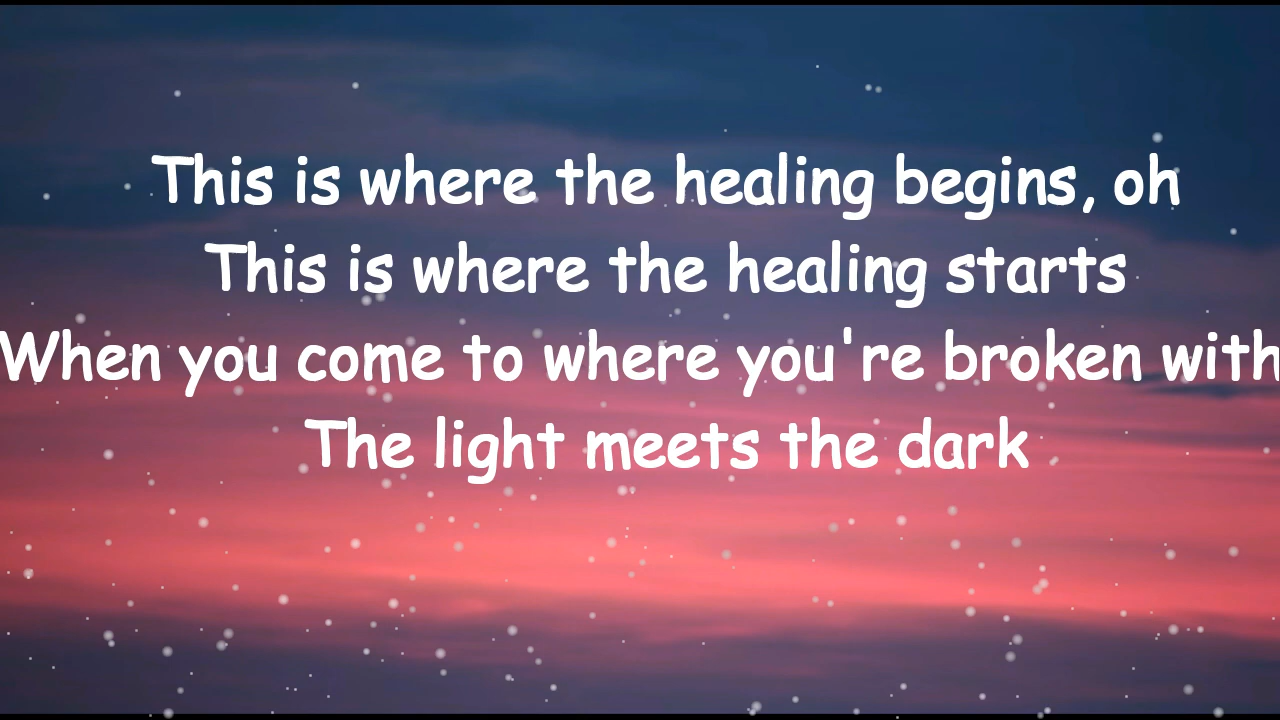 This is where the healing begins, oh
This is where the healing starts
When you come to where you're broken with
The light meets the dark